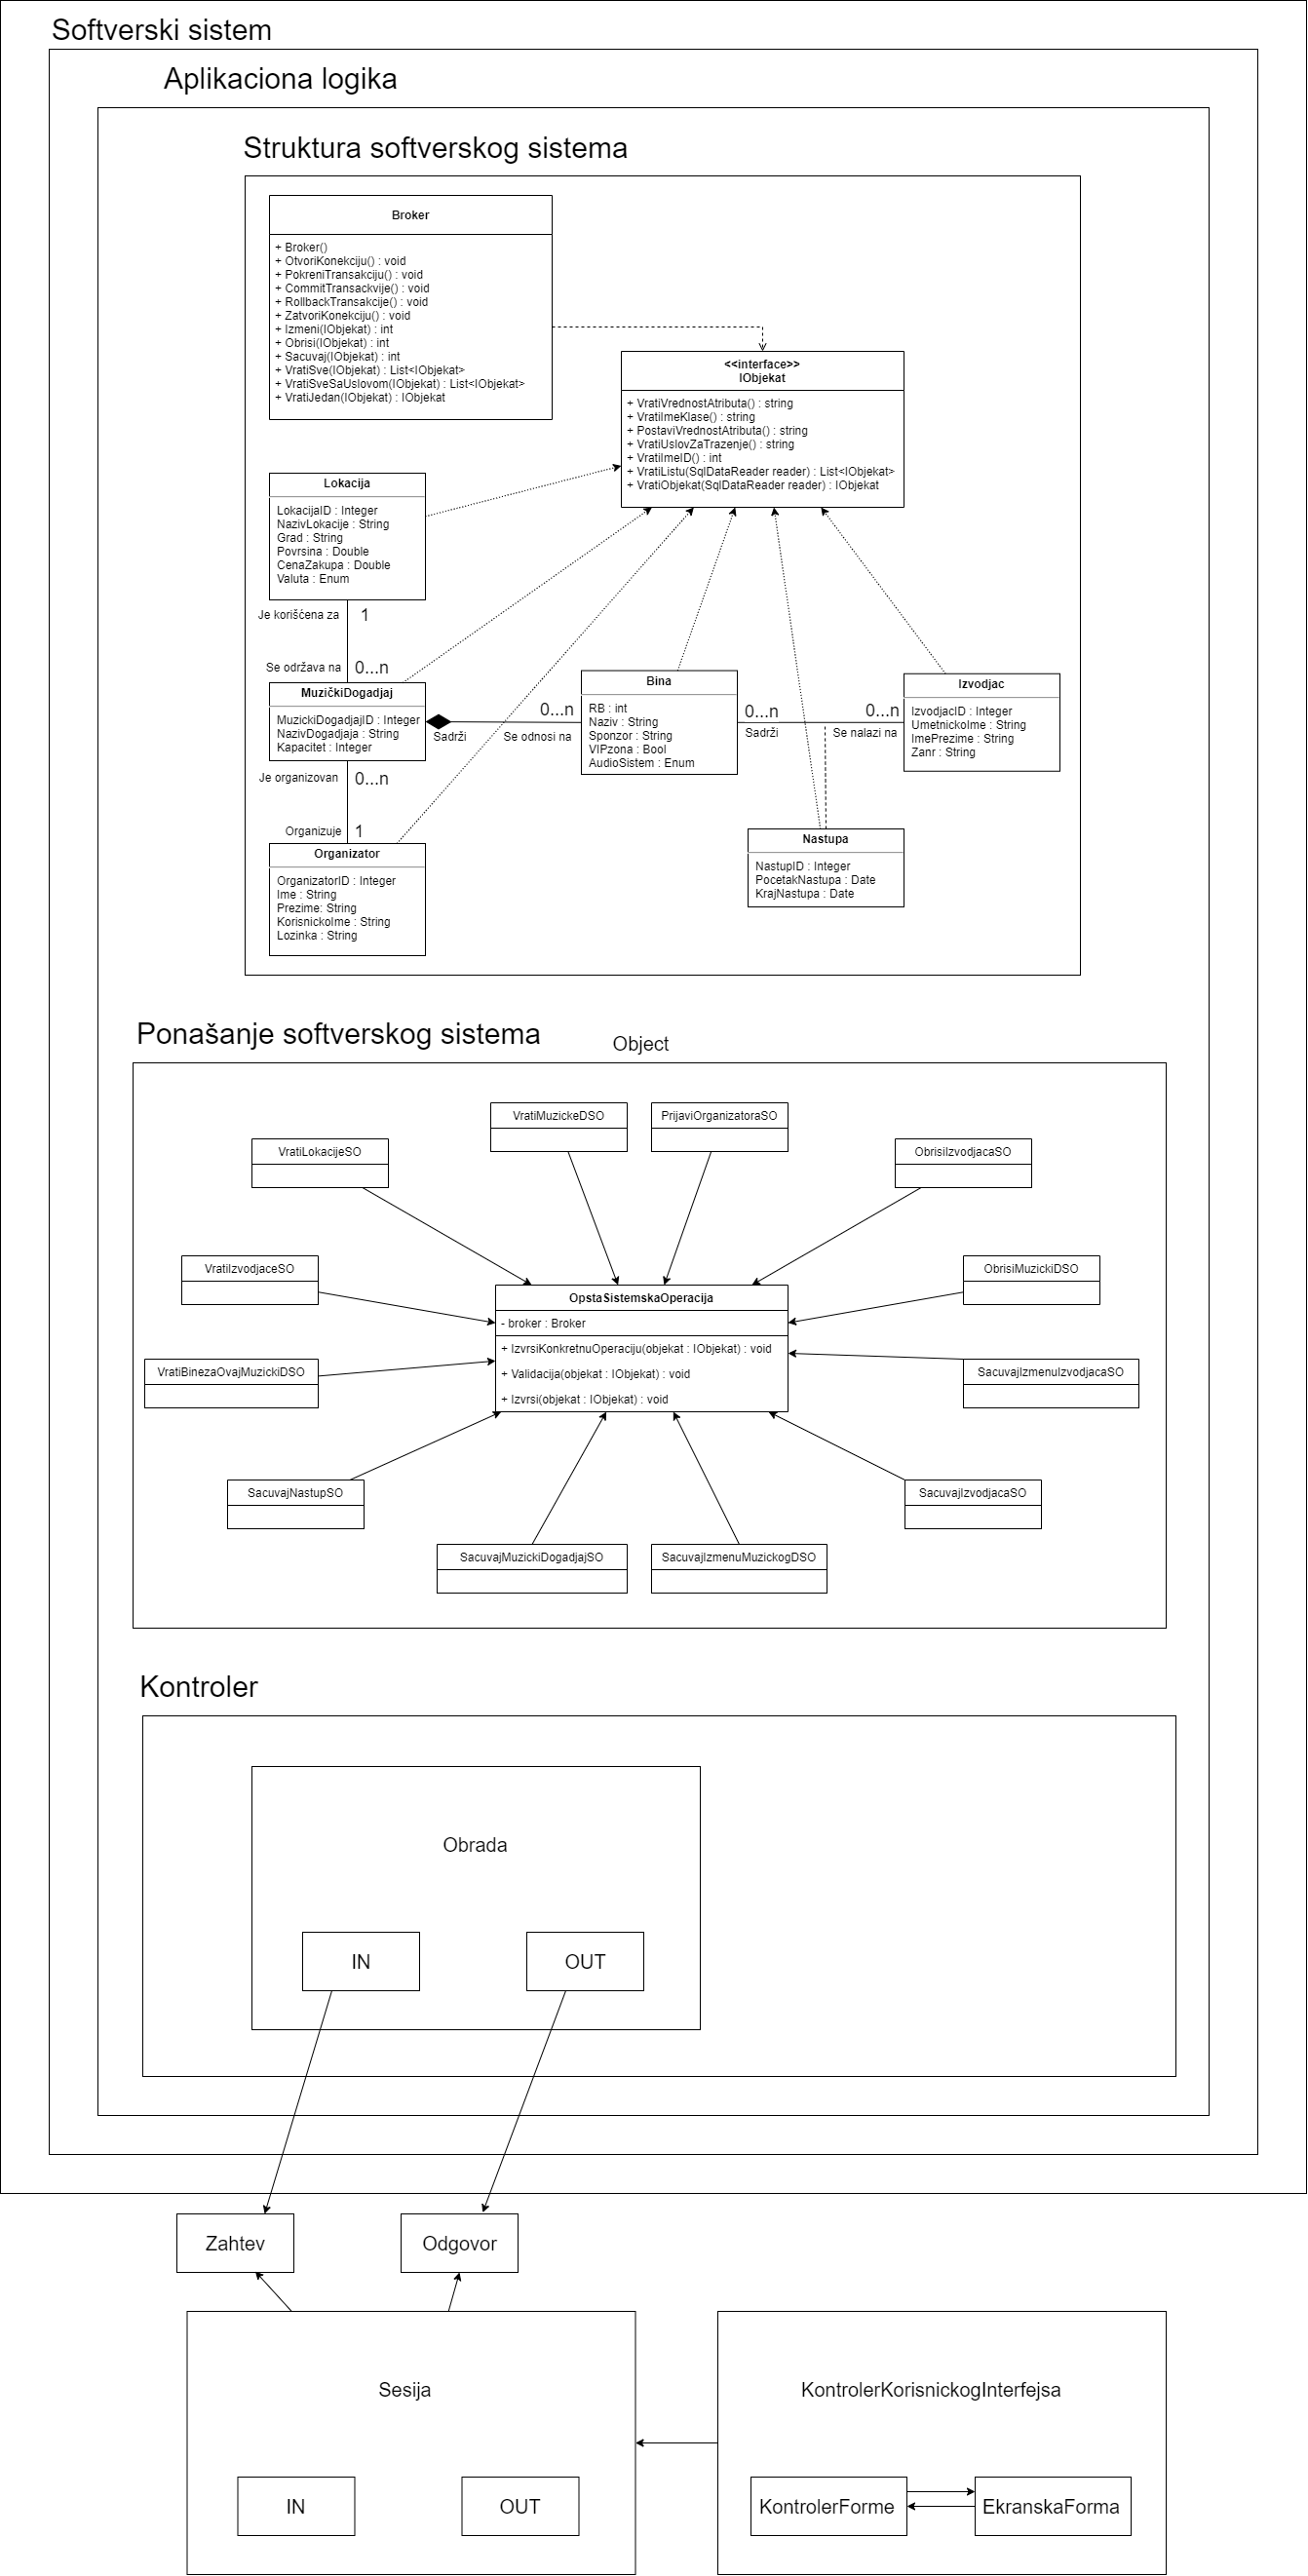 Softverski sistem
Aplikaciona logika
Struktura softverskog sistema
Broker
+ Broker()
+ OtvoriKonekciju() : void
+ PokreniTransakciju() : void
+ CommitTransackvije() : void
+ RollbackTransakcije() : void
+ ZatvoriKonekciju() : void
+ Izmeni(IObjekat) : int
+ Obrisi(IObjekat) : int
+ Sacuvaj(IObjekat) : int
+ VratiSve(IObjekat) : List<IObjekat>
+ VratiSveSaUslovom(IObjekat) : List<IObjekat>
+ VratiJedan(IObjekat) : IObjekat
<<interface>>
IObjekat
+ VratiVrednostAtributa() : string
+ VratiImeKlase() : string
+ PostaviVrednostAtributa() : string
+ VratiUslovZaTrazenje() : string
+ VratiImeID() : int
+ VratiListu(SqlDataReader reader) : List<IObjekat>
+ VratiObjekat(SqlDataReader reader) : IObjekat
Lokacija
LokacijaID : Integer
NazivLokacije : String
Grad : String
Povrsina : Double
CenaZakupa : Double
Valuta : Enum
Je korišćena za
1
Se održava na
0...n
MuzičkiDogadjaj
MuzickiDogadjajID : Integer
NazivDogadjaja : String
Kapacitet : Integer
Sadrži
0...n
Se odnosi na
Bina
RB : int
Naziv : String
Sponzor : String
VIPzona : Bool
AudioSistem : Enum
0...n
Sadrži
0...n
Se nalazi na
Izvodjac
IzvodjacID : Integer
UmetnickoIme : String
ImePrezime : String
Zanr : String
Je organizovan
0...n
Organizuje
1
Organizator
OrganizatorID : Integer
Ime : String
Prezime: String
KorisnickoIme : String
Lozinka : String
Nastupa
NastupID : Integer
PocetakNastupa : Date
KrajNastupa : Date
Ponašanje softverskog sistema
Object
VratiMuzickeDSO
PrijaviOrganizatoraSO
VratiLokacijeSO
ObrisiIzvodjacaSO
VratiIzvodjaceSO
ObrisiMuzickiDSO
OpstaSistemskaOperacija
- broker : Broker
+ IzvrsiKonkretnuOperaciju(objekat : IObjekat) : void
+ Validacija(objekat : IObjekat) : void
+ Izvrsi(objekat : IObjekat) : void
VratiBinezaOvajMuzickiDSO
SacuvajIzmenuIzvodjacaSO
SacuvajNastupSO
SacuvajIzvodjacaSO
SacuvajMuzickiDogadjajSO
SacuvajIzmenuMuzickogDSO
Kontroler
Obrada
IN
OUT
Zahtev
Odgovor
Sesija
IN
OUT
KontrolerKorisnickogInterfejsa
KontrolerForme
EkranskaForma